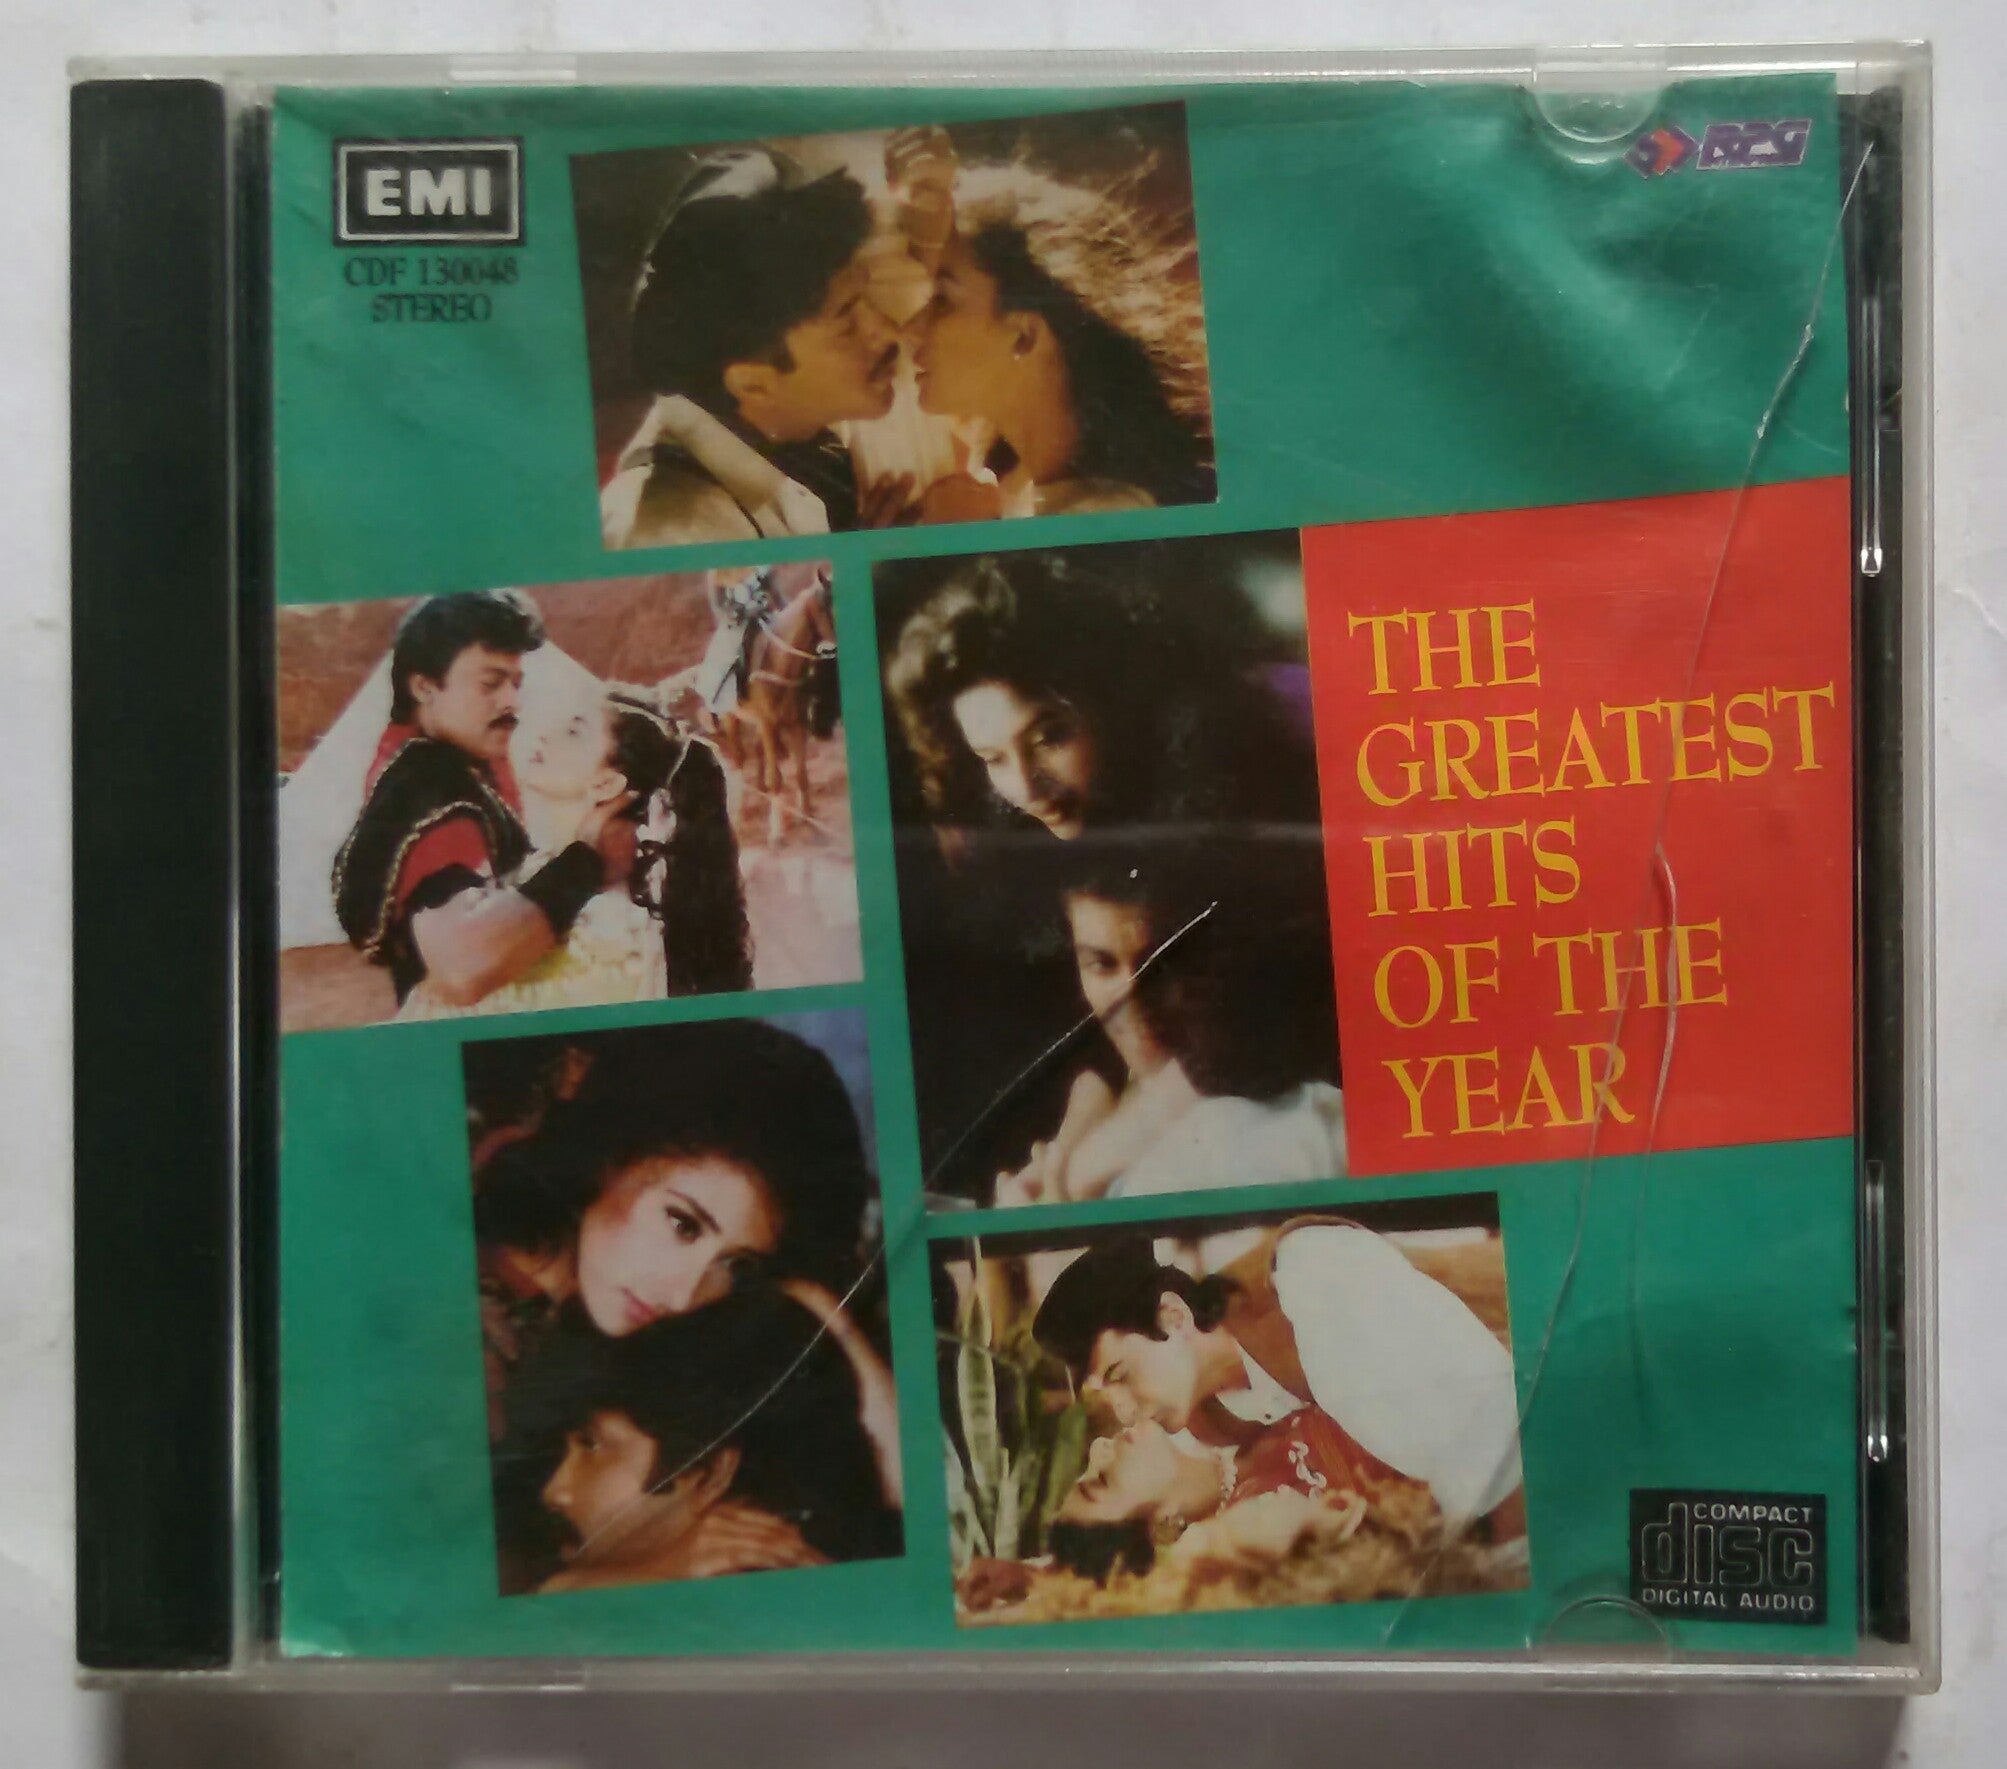 EMI
CDF 130048
STEREO
RPG
THE
GREATEST
HITS
OF THE
YEAR
COMPACT
disc
DIGITAL AUDIO